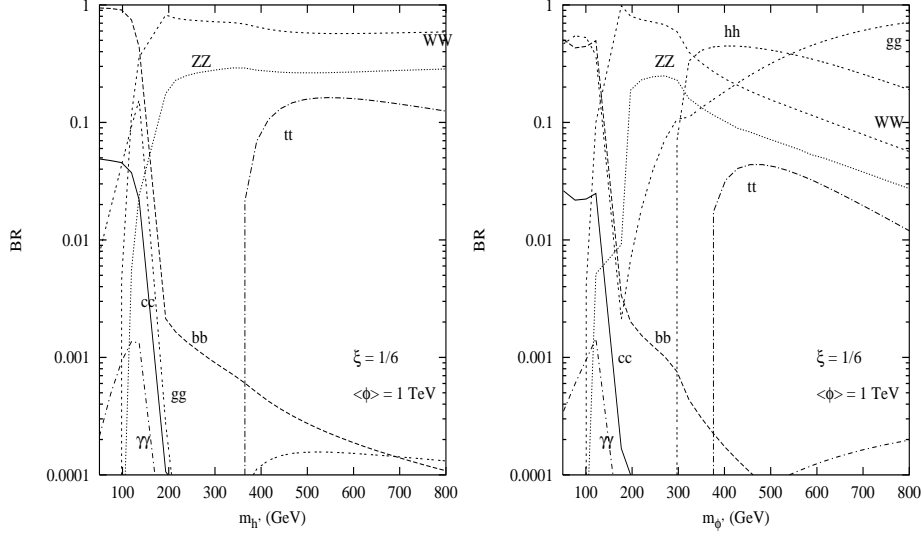 1
0.1
0.01
0.001
0.0001
BR
100 200 300 400 500 600 700 800
m_h' (GeV)
WW
ZZ
tt
cc
bb
gg
γγ
ξ = 1/6
<φ> = 1 TeV
1
0.1
0.01
0.001
0.0001
BR
100 200 300 400 500 600 700 800
m_φ' (GeV)
hh
gg
ZZ
WW
tt
bb
cc
γγ
ξ = 1/6
<φ> = 1 TeV